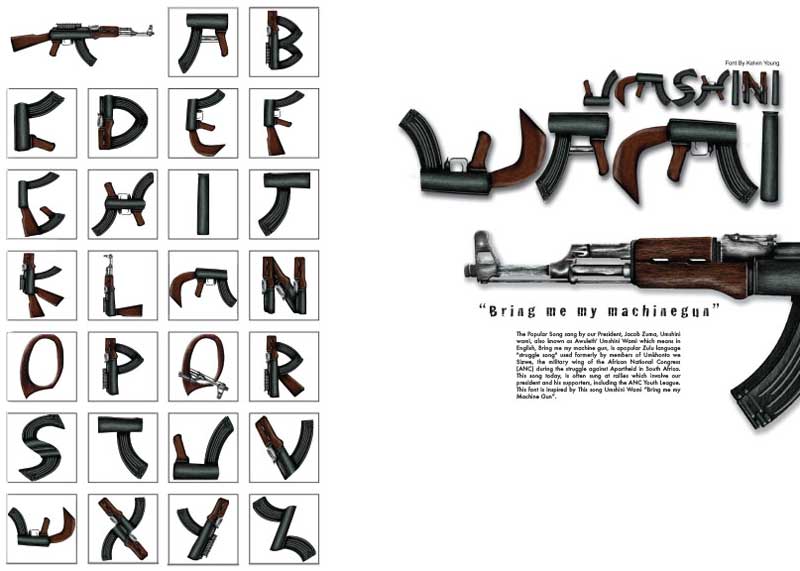 A B
C D E F
G H I J
K L M N
O P Q R
S T U V
W X Y Z
Font By Kelvin Young
UMSHINI
WAMI
“Bring me my machinegun”
The Popular Song sang by our President, Jacob Zuma, Umshini
wami, also known as Awuleth' Umshini Wami which means in
English, Bring me my machine gun, is apopular Zulu language
"struggle song" used formerly by members of Umkhonto we
Sizwe, the military wing of the African National Congress
(ANC) during the struggle against Apartheid in South Africa.
This song today, is often sung at rallies which involve our
president and his supporters, including the ANC Youth League.
This font is inspired by This song Umshini Wami "Bring me my
Machine Gun".